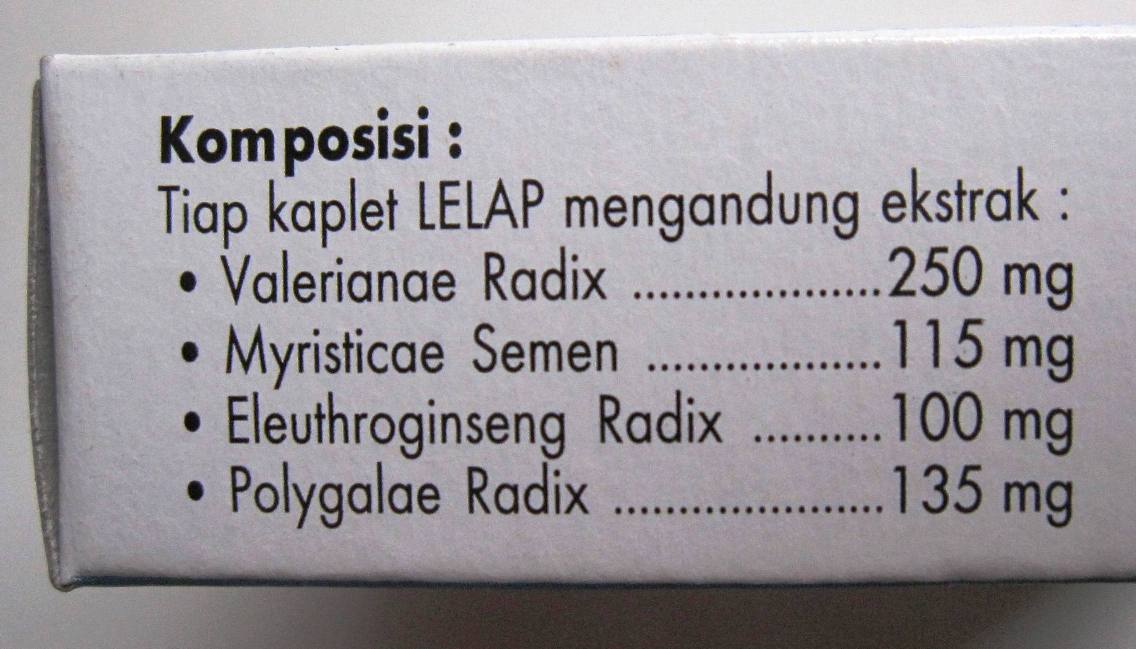 Komposisi :
Tiap kaplet LELAP mengandung ekstrak :
• Valerianae Radix ...................250 mg
• Myristicae Semen ..................115 mg
• Eleuthroginseng Radix ..........100 mg
• Polygalae Radix .....................135 mg